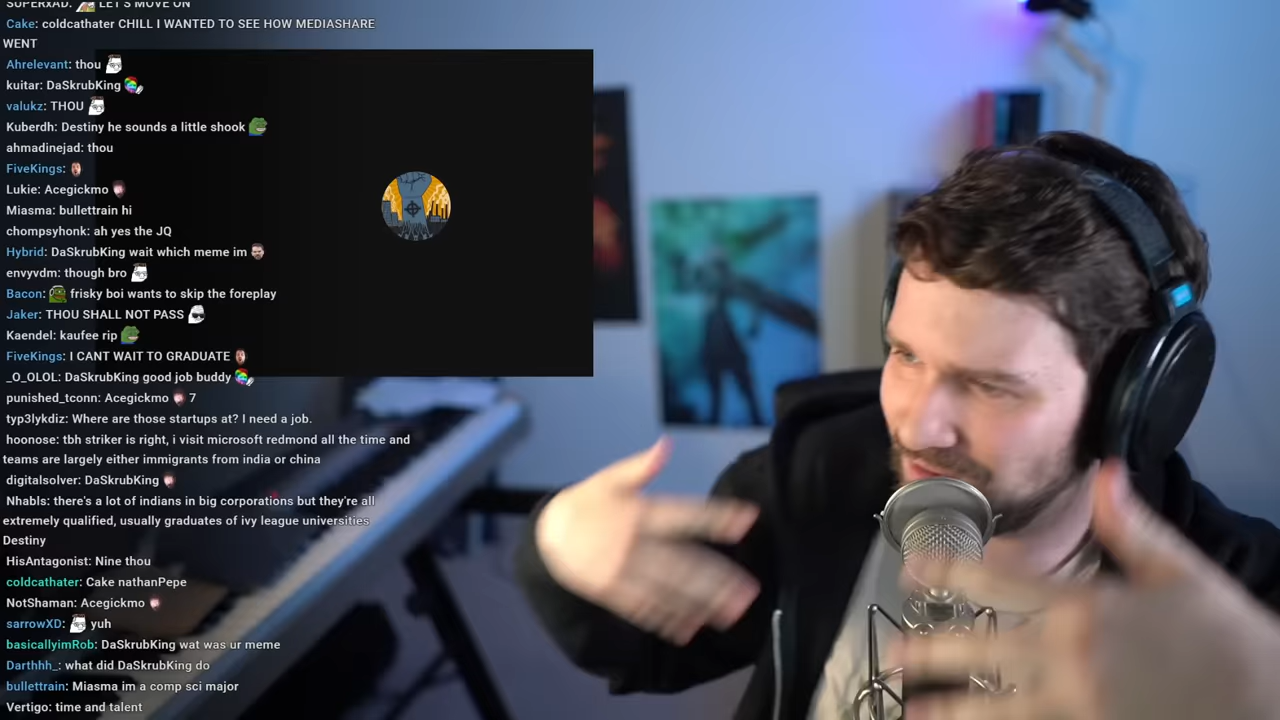 SUPERxAD: LET'S MOVE ON
Cake: coldcathater CHILL I WANTED TO SEE HOW MEDIASHARE
WENT
Ahrelevant: thou
kuitar: DaSkrubKing
valukz: THOU
Kuberdh: Destiny he sounds a little shook
ahmadinejad: thou
FiveKings:
Lukie: Acegickmo
Miasma: bullettrain hi
chompsyhonk: ah yes the JQ
Hybrid: DaSkrubKing wait which meme im
envyvdm: though bro
Bacon: frisky boi wants to skip the foreplay
Jaker: THOU SHALL NOT PASS
Kaendel: kaufee rip
FiveKings: I CANT WAIT TO GRADUATE
_O_OLOL: DaSkrubKing good job buddy
punished_tconn: Acegickmo 7
typ3lykdiz: Where are those startups at? I need a job.
hoonose: tbh striker is right, i visit microsoft redmond all the time and
teams are largely either immigrants from india or china
digitalsolver: DaSkrubKing
Nhabls: there's a lot of indians in big corporations but they're all
extremely qualified, usually graduates of ivy league universities
Destiny
HisAntagonist: Nine thou
coldcathater: Cake nathanPepe
NotShaman: Acegickmo
sarrowXD: yuh
basicallyimRob: DaSkrubKing wat was ur meme
Darthhh_: what did DaSkrubKing do
bullettrain: Miasma im a comp sci major
Vertigo: time and talent